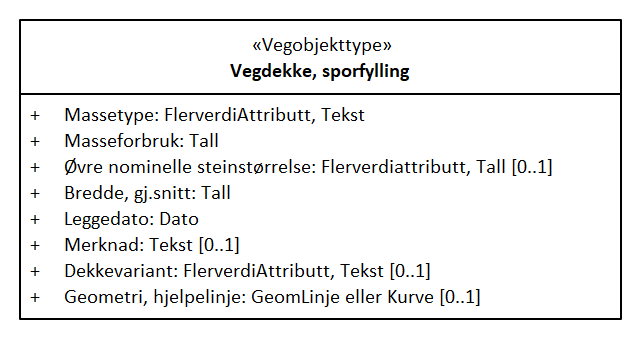 «Vegobjekttype»
Vegdekke, sporfylling
+ Massetype: FlerverdiAttributt, Tekst
+ Masseforbruk: Tall
+ Øvre nominelle steinstørrelse: Flerverdiattributt, Tall [0..1]
+ Bredde, gj.snitt: Tall
+ Leggedato: Dato
+ Merknad: Tekst [0..1]
+ Dekkevariant: FlerverdiAttributt, Tekst [0..1]
+ Geometri, hjelpelinje: GeomLinje eller Kurve [0..1]